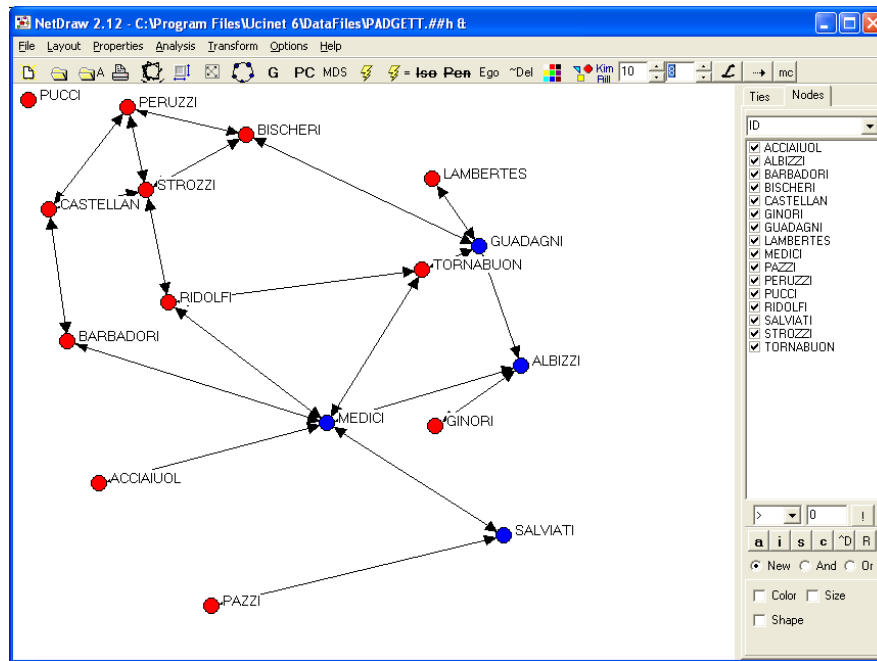 NetDraw 2.12 - C:\Program Files\Ucinet 6\DataFiles\PADGETT.##h &
File Layout Properties Analysis Transform Options Help
A G PC MDS = Iso Pen Ego ~Del Kim Rill 10 8 L mc
PUCCI
PERUZZI
BISCHERI
LAMBERTES
STROZZI
CASTELLAN
GUADAGNI
TORNABUON
RIDOLFI
BARBADORI
ALBIZZI
MEDICI
GINORI
ACCIAIUOL
SALVIATI
PAZZI
Ties Nodes
ID
ACCIAIUOL
ALBIZZI
BARBADORI
BISCHERI
CASTELLAN
GINORI
GUADAGNI
LAMBERTES
MEDICI
PAZZI
PERUZZI
PUCCI
RIDOLFI
SALVIATI
STROZZI
TORNABUON
> 0 !
a i s c ^D R
New And Or
Color Size
Shape